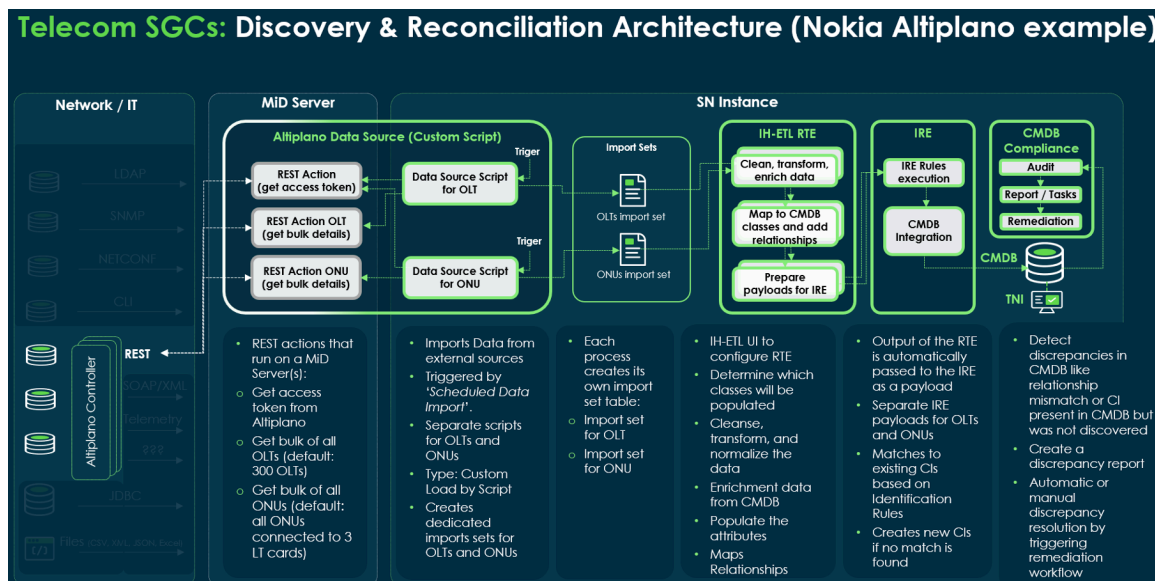 Telecom SGCs: Discovery & Reconciliation Architecture (Nokia Altiplano example)
Network / IT
LDAP
SNMP
NETCONF
CLI
REST
Altiplano Controller
SOAP/XML
Telemetry
???
JDBC
MiD Server
SN Instance
Altiplano Data Source (Custom Script)
REST Action
(get access token)
REST Action OLT
(get bulk details)
REST Action ONU
(get bulk details)
Triger
Data Source Script
for OLT
Triger
Data Source Script
for ONU
Import Sets
OLTs import set
ONUs import set
IH-ETL RTE
Clean, transform,
enrich data
Map to CMDB
classes and add
relationships
Prepare
payloads for IRE
IRE
IRE Rules
execution
CMDB
Integration
CMDB
Compliance
Audit
Report / Tasks
Remediation
CMDB
TNI
• REST actions that
run on a MiD
Server(s):
o Get access
token from
Altiplano
o Get bulk of all
OLTs (default:
300 OLTs)
o Get bulk of all
ONUs (default:
all ONUs
connected to 3
LT cards)
• Imports Data from
external sources
• Triggered by
‘Scheduled Data
Import’.
• Separate scripts
for OLTs and
ONUs
• Type: Custom
Load by Script
• Creates
dedicated
imports sets for
OLTs and ONUs
• Each
process
creates its
own import
set table:
o Import set
for OLT
o Import set
for ONU
• IH-ETL UI to
configure RTE
• Determine which
classes will be
populated
• Cleanse,
transform, and
normalize the
data
• Enrichment data
from CMDB
• Populate the
attributes
• Maps
Relationships
• Output of the RTE
is automatically
passed to the IRE
as a payload
• Separate IRE
payloads for OLTs
and ONUs
• Matches to
existing CIs
based on
Identification
Rules
• Creates new CIs
if no match is
found
• Detect
discrepancies in
CMDB like
relationship
mismatch or CI
present in CMDB but
was not discovered
• Create a
discrepancy report
• Automatic or
manual
discrepancy
resolution by
triggering
remediation
workflow